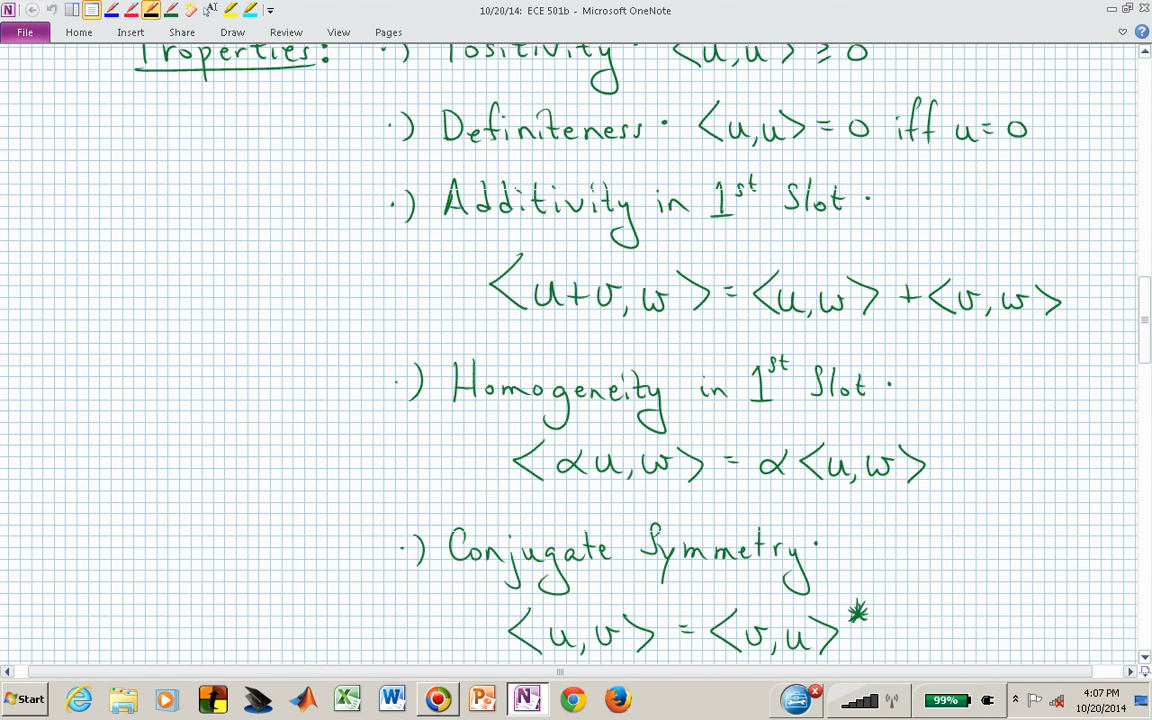 10/20/14: ECE 501b - Microsoft OneNote
File Home Insert Share Draw Review View Pages
Properties: ·) Positivity · <u,u> ≥ 0
·) Definiteness · <u,u> = 0 iff u = 0
·) Additivity in 1st Slot ·
<u+v,w> = <u,w> + <v,w>
·) Homogeneity in 1st Slot ·
<αu,w> = α<u,w>
·) Conjugate Symmetry ·
<u,v> = <v,u>*
Start 99% 4:07 PM
10/20/2014